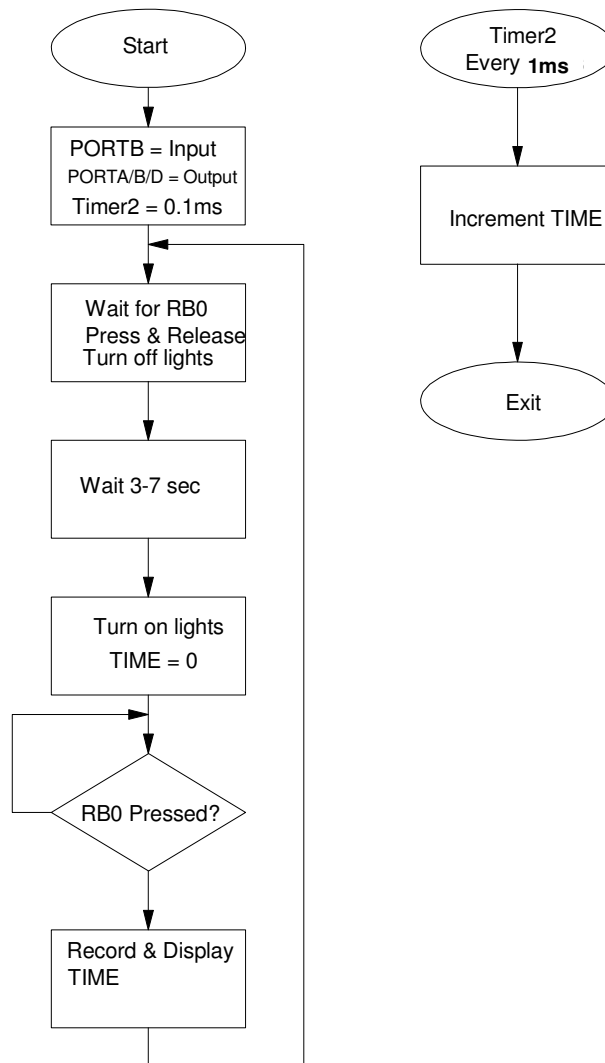 Start
PORTB = Input
PORTA/B/D = Output
Timer2 = 0.1ms
Wait for RB0
Press & Release
Turn off lights
Wait 3-7 sec
Turn on lights
TIME = 0
RB0 Pressed?
Record & Display
TIME
Timer2
Every 1ms
Increment TIME
Exit